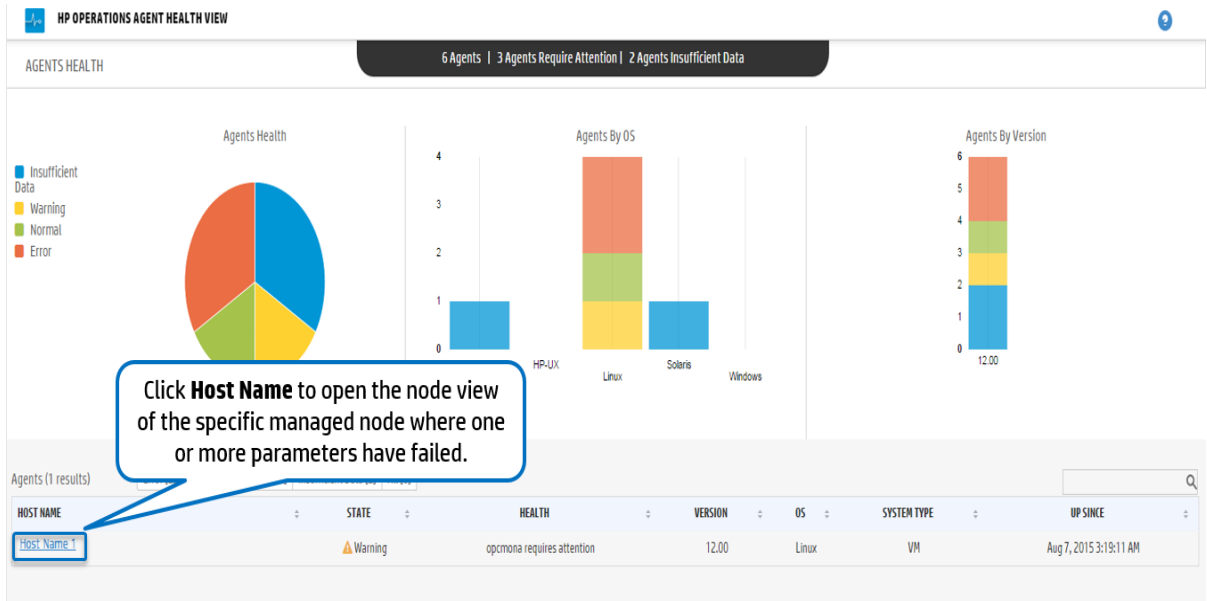 HP OPERATIONS AGENT HEALTH VIEW
?
AGENTS HEALTH
6 Agents | 3 Agents Require Attention | 2 Agents Insufficient Data
Agents Health
Insufficient
Data
Warning
Normal
Error
Agents By OS
4
3
2
1
0
HP-UX
Linux
Solaris
Windows
Agents By Version
6
5
4
3
2
1
0
12.00
Click Host Name to open the node view
of the specific managed node where one
or more parameters have failed.
Agents (1 results)
HOST NAME STATE HEALTH VERSION OS SYSTEM TYPE UP SINCE
Host Name 1 Warning opcmona requires attention 12.00 Linux VM Aug 7, 2015 3:19:11 AM